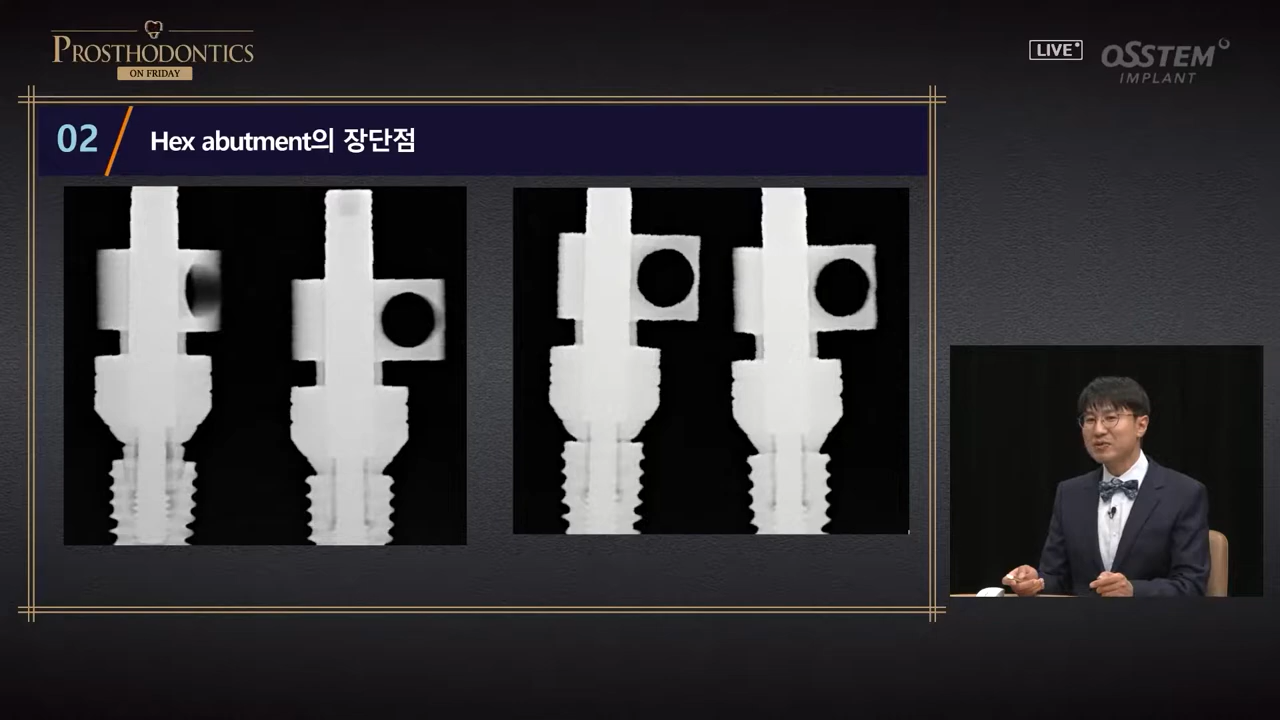 PROSTHODONTICS
ON FRIDAY
LIVE
OSSTEM
IMPLANT
02
Hex abutment의 장단점